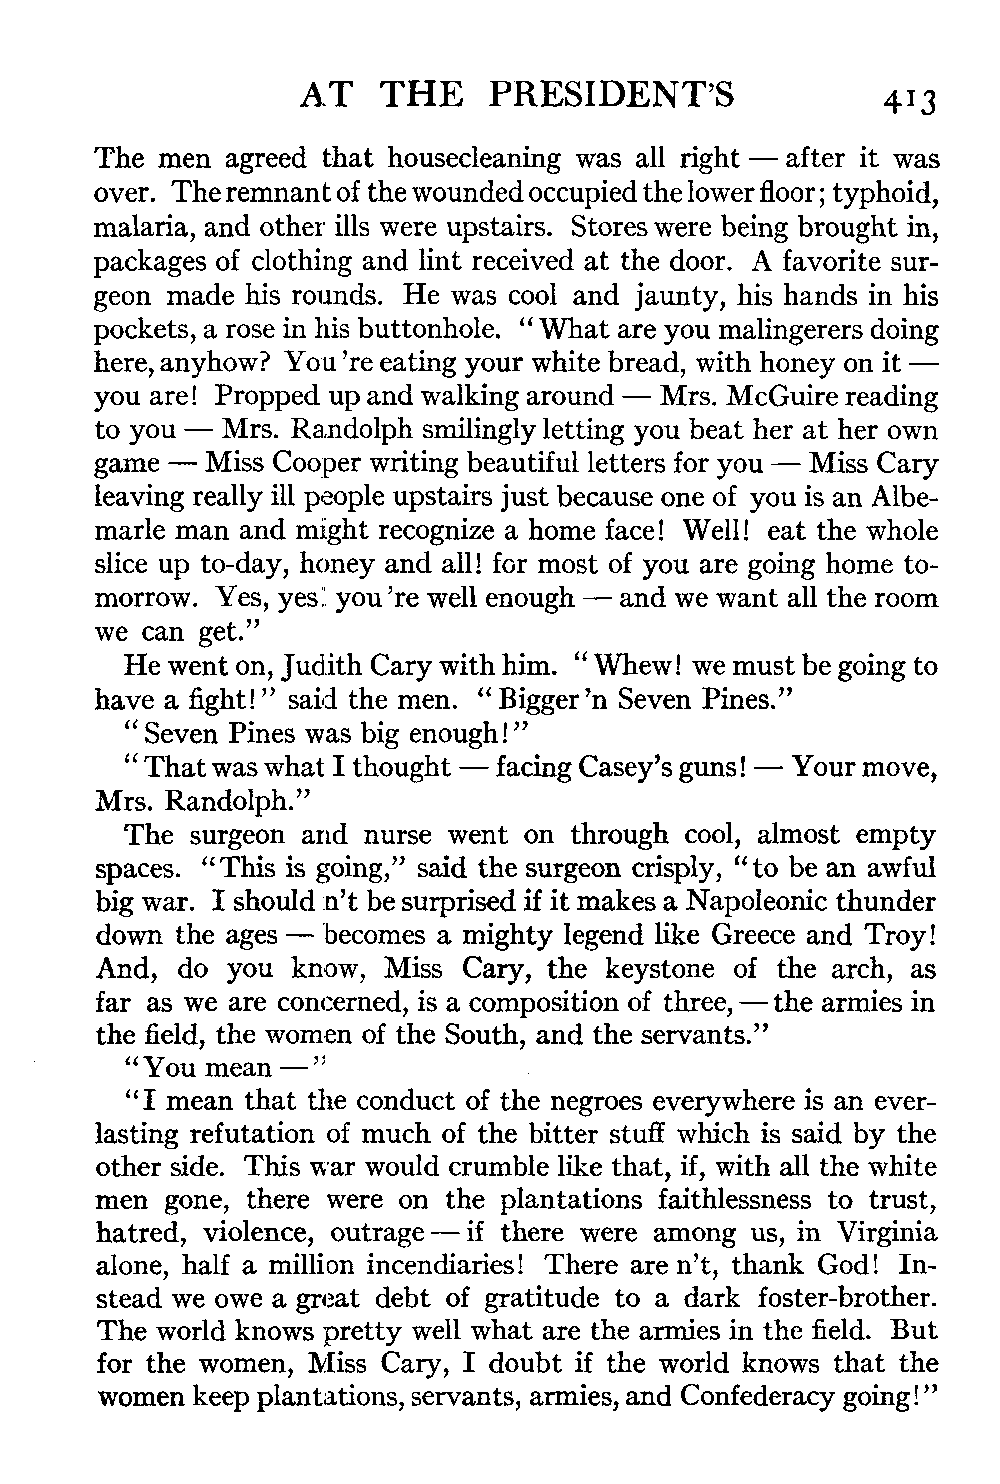 AT THE PRESIDENT'S 413
The men agreed that housecleaning was all right — after it was
over. The remnant of the wounded occupied the lower floor; typhoid,
malaria, and other ills were upstairs. Stores were being brought in,
packages of clothing and lint received at the door. A favorite sur-
geon made his rounds. He was cool and jaunty, his hands in his
pockets, a rose in his buttonhole. "What are you malingerers doing
here, anyhow? You 're eating your white bread, with honey on it —
you are! Propped up and walking around — Mrs. McGuire reading
to you — Mrs. Randolph smilingly letting you beat her at her own
game — Miss Cooper writing beautiful letters for you — Miss Cary
leaving really ill people upstairs just because one of you is an Albe-
marle man and might recognize a home face! Well! eat the whole
slice up to-day, honey and all! for most of you are going home to-
morrow. Yes, yes! you 're well enough — and we want all the room
we can get."
He went on, Judith Cary with him. "Whew! we must be going to
have a fight!" said the men. "Bigger 'n Seven Pines."
"Seven Pines was big enough!"
"That was what I thought — facing Casey's guns! — Your move,
Mrs. Randolph."
The surgeon and nurse went on through cool, almost empty
spaces. "This is going," said the surgeon crisply, "to be an awful
big war. I should n't be surprised if it makes a Napoleonic thunder
down the ages — becomes a mighty legend like Greece and Troy!
And, do you know, Miss Cary, the keystone of the arch, as
far as we are concerned, is a composition of three, — the armies in
the field, the women of the South, and the servants."
"You mean —"
"I mean that the conduct of the negroes everywhere is an ever-
lasting refutation of much of the bitter stuff which is said by the
other side. This war would crumble like that, if, with all the white
men gone, there were on the plantations faithlessness to trust,
hatred, violence, outrage — if there were among us, in Virginia
alone, half a million incendiaries! There are n't, thank God! In-
stead we owe a great debt of gratitude to a dark foster-brother.
The world knows pretty well what are the armies in the field. But
for the women, Miss Cary, I doubt if the world knows that the
women keep plantations, servants, armies, and Confederacy going!"